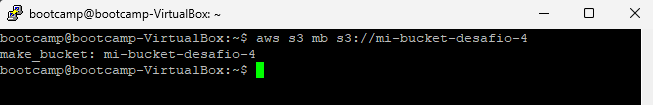 bootcamp@bootcamp-VirtualBox: ~
bootcamp@bootcamp-VirtualBox:~$ aws s3 mb s3://mi-bucket-desafio-4
make_bucket: mi-bucket-desafio-4
bootcamp@bootcamp-VirtualBox:~$